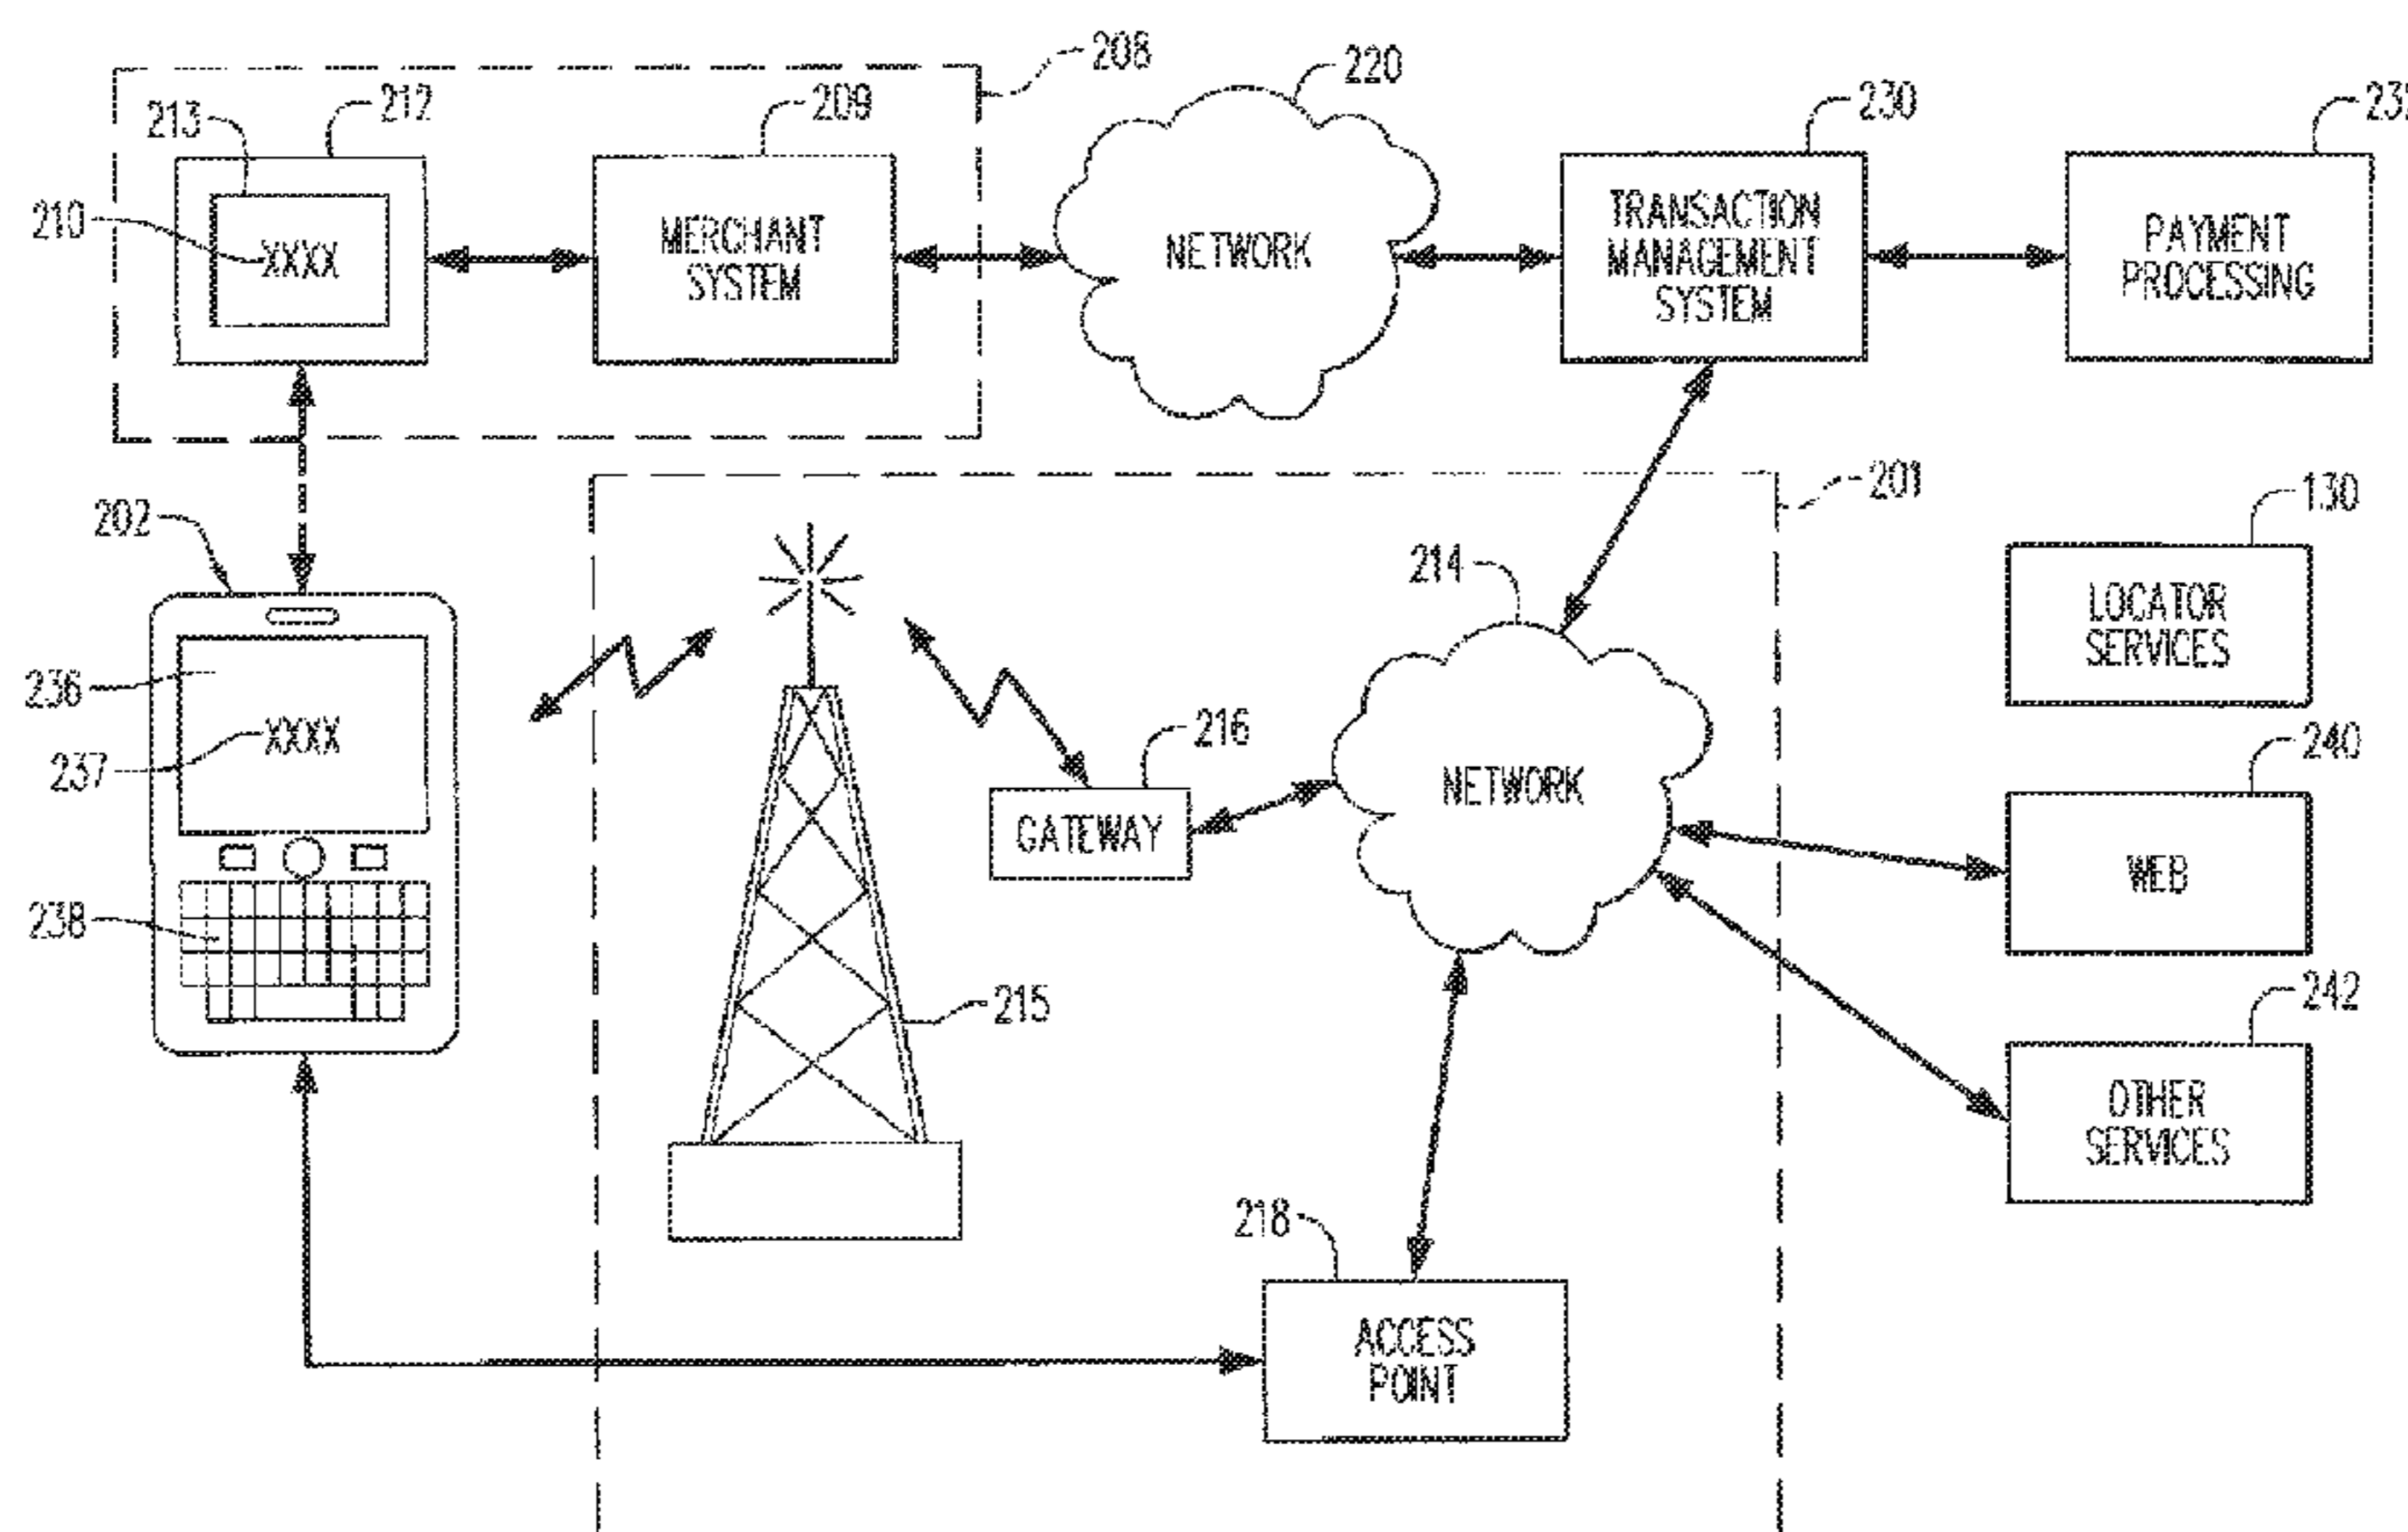 208
220
212
209
230
213
210
XXXX
MERCHANT
SYSTEM
NETWORK
TRANSACTION
MANAGEMENT
SYSTEM
PAYMENT
PROCESSING
202
201
130
214
LOCATOR
SERVICES
236
XXXX
237
216
240
GATEWAY
NETWORK
WEB
238
215
242
OTHER
SERVICES
218
ACCESS
POINT